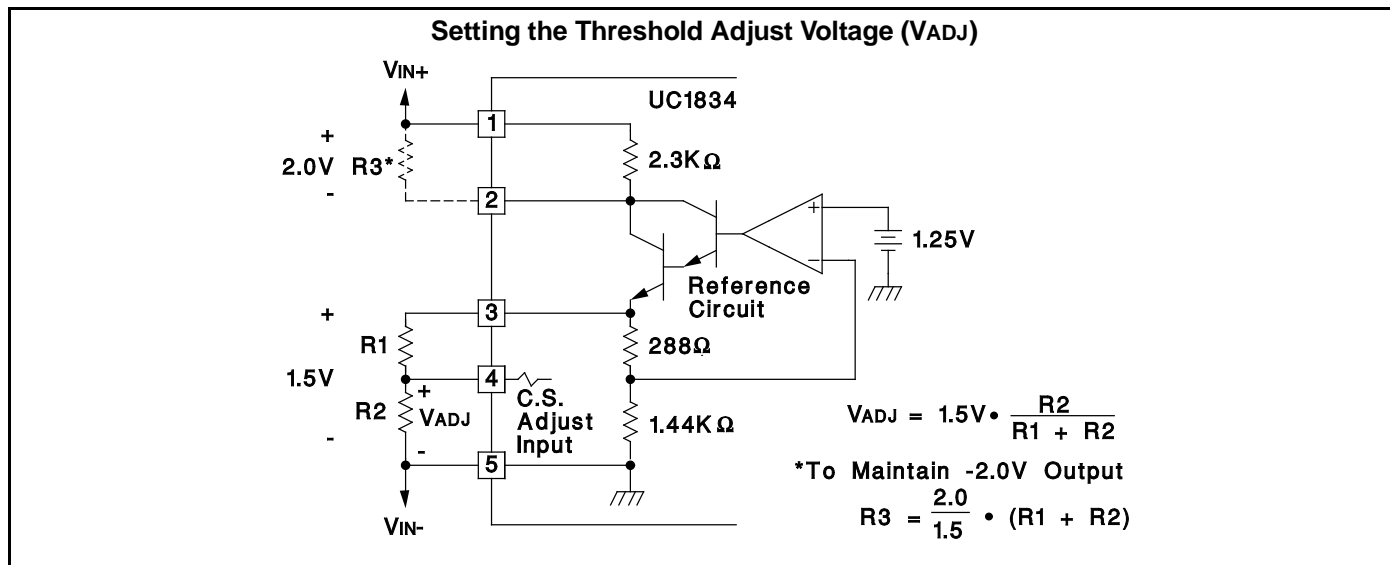 Setting the Threshold Adjust Voltage (VADJ)
VIN+
UC1834
1
+
2.0V R3*
-
2.3KΩ
2
+
-
1.25V
Reference
Circuit
3
+
R1
288Ω
1.5V
4
C.S.
Adjust
Input
+
R2 VADJ
-
-
1.44KΩ
5
VIN-
VADJ = 1.5V • R2
R1 + R2
*To Maintain -2.0V Output
R3 = 2.0
1.5 • (R1 + R2)